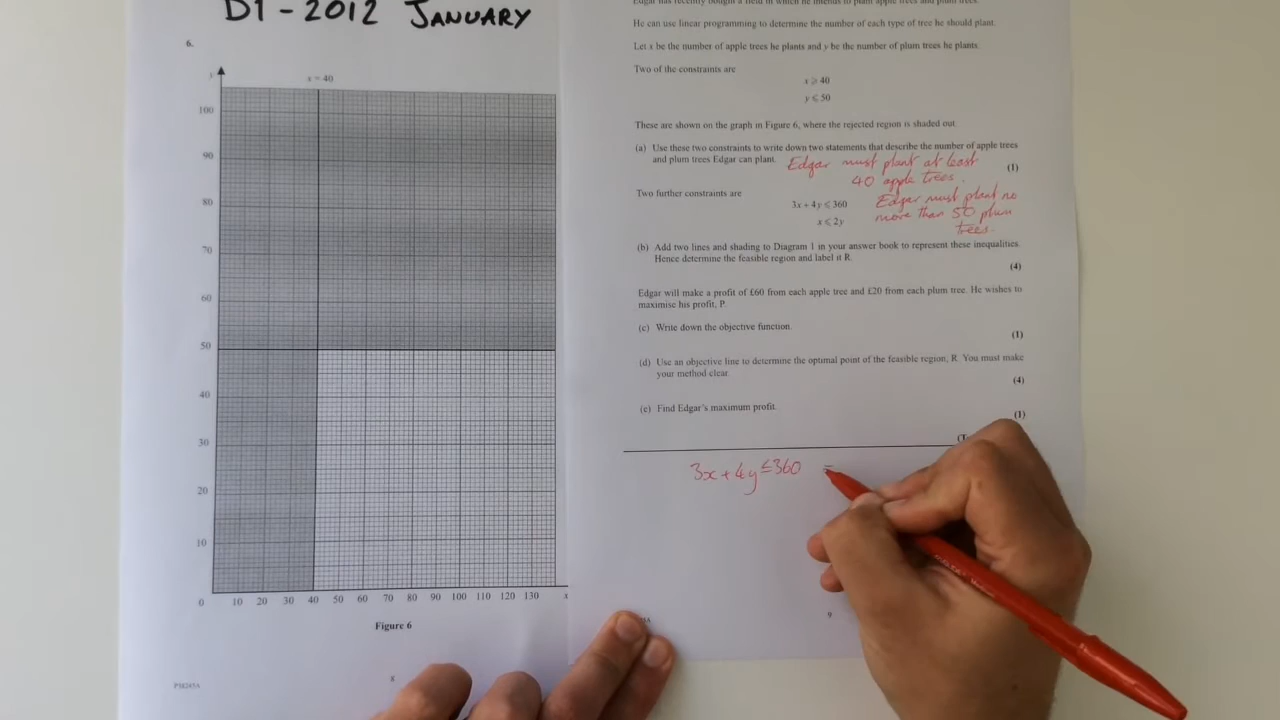 D1 - 2012 JANUARY
6.
y
x = 40
100
90
80
70
60
50
40
30
20
10
0
10 20 30 40 50 60 70 80 90 100 110 120 130 x
Figure 6
P38245A
8
He can use linear programming to determine the number of each type of tree he should plant.
Let x be the number of apple trees he plants and y be the number of plum trees he plants.
Two of the constraints are
x ⩾ 40
y ⩽ 50
These are shown on the graph in Figure 6, where the rejected region is shaded out.
(a) Use these two constraints to write down two statements that describe the number of apple trees
and plum trees Edgar can plant.
(1)
Edgar must plant at least
40 apple trees.
Two further constraints are
3x + 4y ⩽ 360
x ⩽ 2y
Edgar must plant no
more than 50 plum
trees.
(b) Add two lines and shading to Diagram 1 in your answer book to represent these inequalities.
Hence determine the feasible region and label it R.
(4)
Edgar will make a profit of £60 from each apple tree and £20 from each plum tree. He wishes to
maximise his profit, P.
(c) Write down the objective function.
(1)
(d) Use an objective line to determine the optimal point of the feasible region, R. You must make
your method clear.
(4)
(e) Find Edgar's maximum profit.
(1)
3x + 4y ≤ 360
9